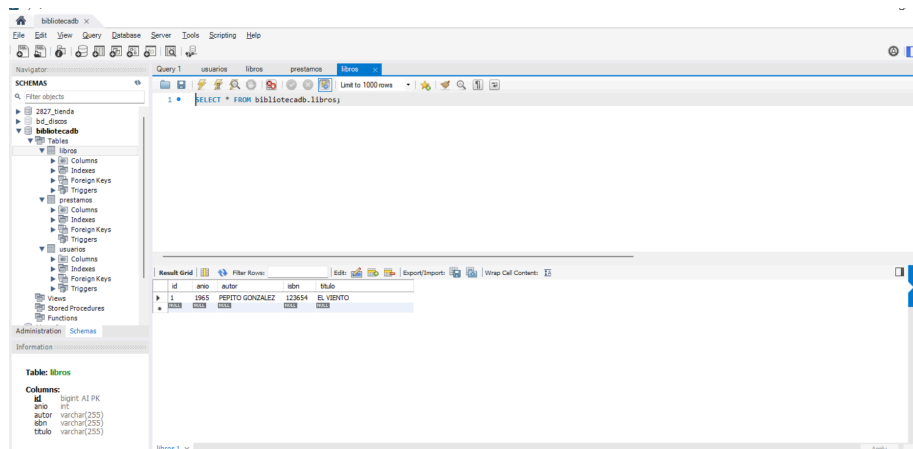 bibliotecadb ×
File Edit View Query Database Server Tools Scripting Help
Navigator
SCHEMAS
Filter objects
2827_tienda
bd_discos
bibliotecadb
Tables
libros
Columns
Indexes
Foreign Keys
Triggers
prestamos
Columns
Indexes
Foreign Keys
Triggers
usuarios
Columns
Indexes
Foreign Keys
Triggers
Views
Stored Procedures
Functions
Administration Schemas
Information
Table: libros
Columns:
id bigint AI PK
anio int
autor varchar(255)
isbn varchar(255)
titulo varchar(255)
Query 1 usuarios libros prestamos libros ×
Limit to 1000 rows
1 SELECT * FROM bibliotecadb.libros;
Result Grid Filter Rows: Edit: Export/Import: Wrap Cell Content:
id anio autor isbn titulo
1 1965 PEPITO GONZALEZ 123654 EL VIENTO
NULL NULL NULL NULL NULL
libros 1 ×
Apply